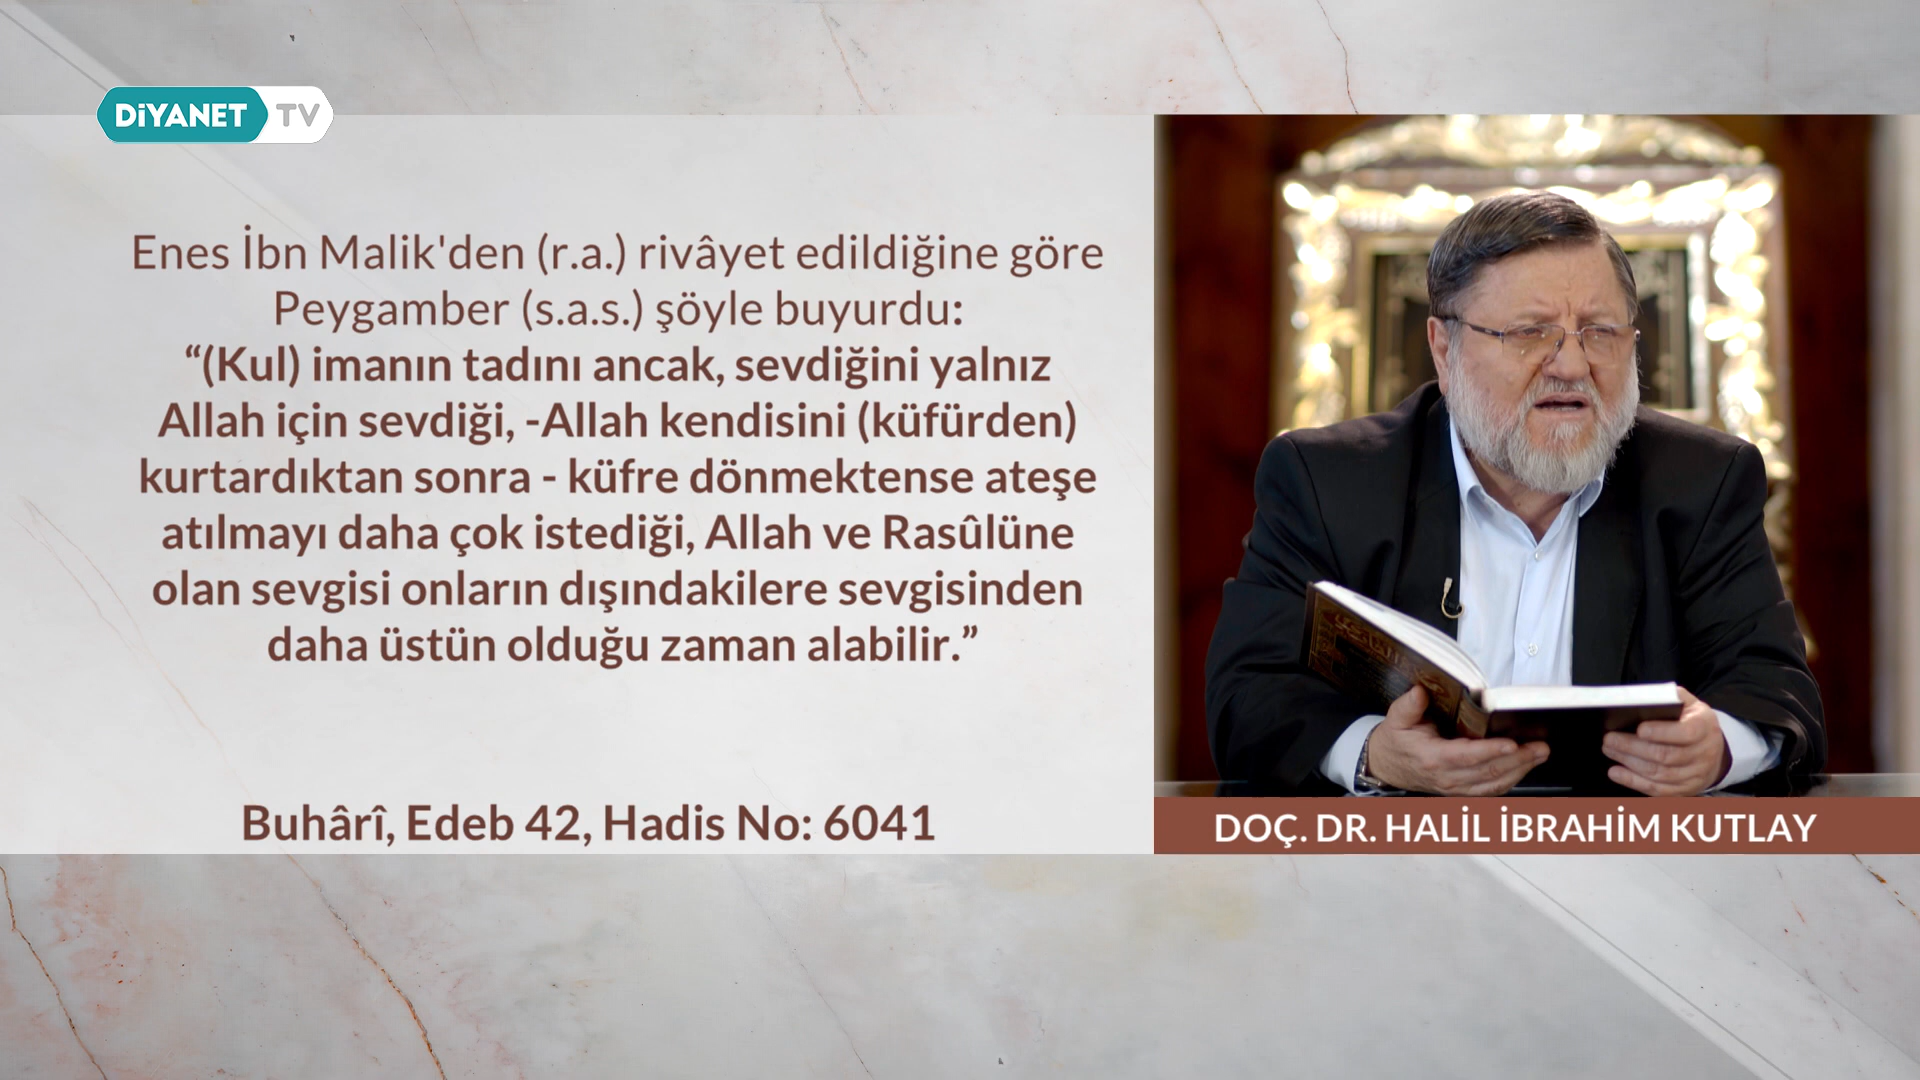 DiYANET TV
Enes İbn Malik'den (r.a.) rivâyet edildiğine göre
Peygamber (s.a.s.) şöyle buyurdu:
“(Kul) imanın tadını ancak, sevdiğini yalnız
Allah için sevdiği, -Allah kendisini (küfürden)
kurtardıktan sonra - küfre dönmektense ateşe
atılmayı daha çok istediği, Allah ve Rasûlüne
olan sevgisi onların dışındakilere sevgisinden
daha üstün olduğu zaman alabilir.”
Buhârî, Edeb 42, Hadis No: 6041
DOÇ. DR. HALİL İBRAHİM KUTLAY